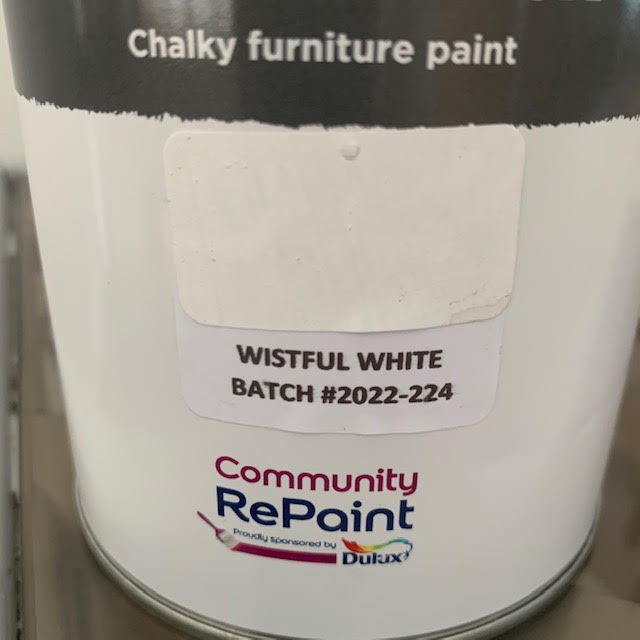 Chalky furniture paint
WISTFUL WHITE
BATCH #2022-224
Community
RePaint
Proudly sponsored by
Dulux